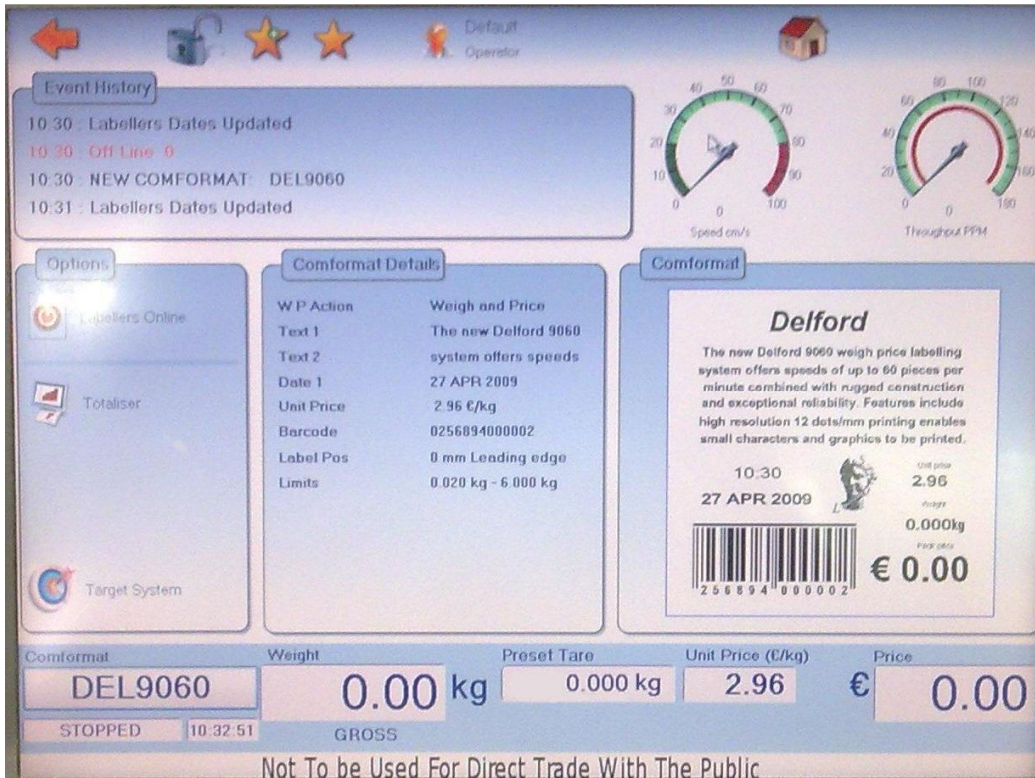 Default
Operator
Event History
10:30 : Labellers Dates Updated
10:30 : Off Line 0
10:30 : NEW COMFORMAT: DEL9060
10:31 : Labellers Dates Updated
0 10 20 30 40 50 60 70 80 90 100
0
Speed cm/s
0 20 40 60 80 100 120 140 160 180
0
Throughput PPM
Options
Labellers Online
Totaliser
Target System
Comformat Details
W P Action Weigh and Price
Text 1 The new Delford 9060
Text 2 system offers speeds
Date 1 27 APR 2009
Unit Price 2.96 €/kg
Barcode 0256894000002
Label Pos 0 mm Leading edge
Limits 0.020 kg - 6.000 kg
Comformat
Delford
The new Delford 9060 weigh price labelling
system offers speeds of up to 60 pieces per
minute combined with rugged construction
and exceptional reliability. Features include
high resolution 12 dots/mm printing enables
small characters and graphics to be printed.
10:30
27 APR 2009
Unit price
2.96
0.000kg
€ 0.00
256894 000002
Comformat
DEL9060
STOPPED 10:32:51
Weight
0.00 kg
GROSS
Preset Tare
0.000 kg
Unit Price (€/kg)
2.96
Price
€ 0.00
Not To be Used For Direct Trade With The Public